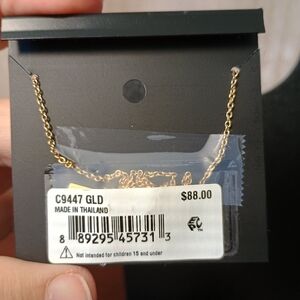 C9447 GLD $88.00
MADE IN THAILAND
8 89295 45731 3
Not intended for children 15 and under